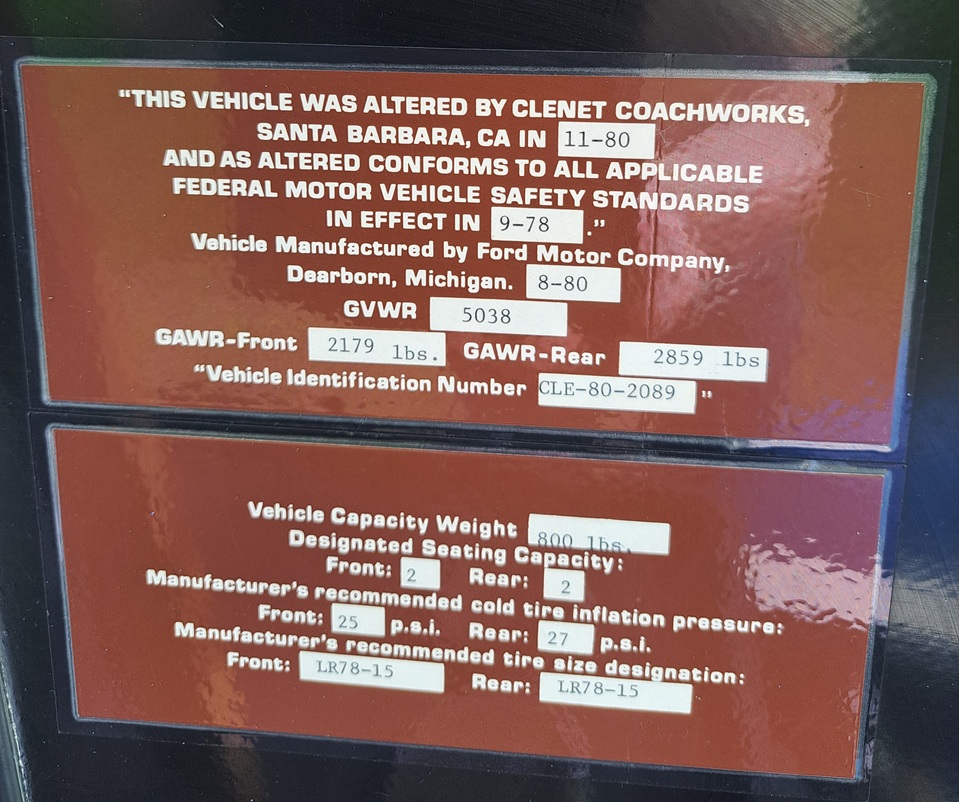 "THIS VEHICLE WAS ALTERED BY CLENET COACHWORKS,
SANTA BARBARA, CA IN 11-80
AND AS ALTERED CONFORMS TO ALL APPLICABLE
FEDERAL MOTOR VEHICLE SAFETY STANDARDS
IN EFFECT IN 9-78."
Vehicle Manufactured by Ford Motor Company,
Dearborn, Michigan. 8-80
GVWR 5038
GAWR-Front 2179 lbs. GAWR-Rear 2859 lbs
"Vehicle Identification Number CLE-80-2089"
Vehicle Capacity Weight 800 lbs.
Designated Seating Capacity:
Front: 2 Rear: 2
Manufacturer's recommended cold tire inflation pressure:
Front: 25 p.s.i. Rear: 27 p.s.i.
Manufacturer's recommended tire size designation:
Front: LR78-15 Rear: LR78-15